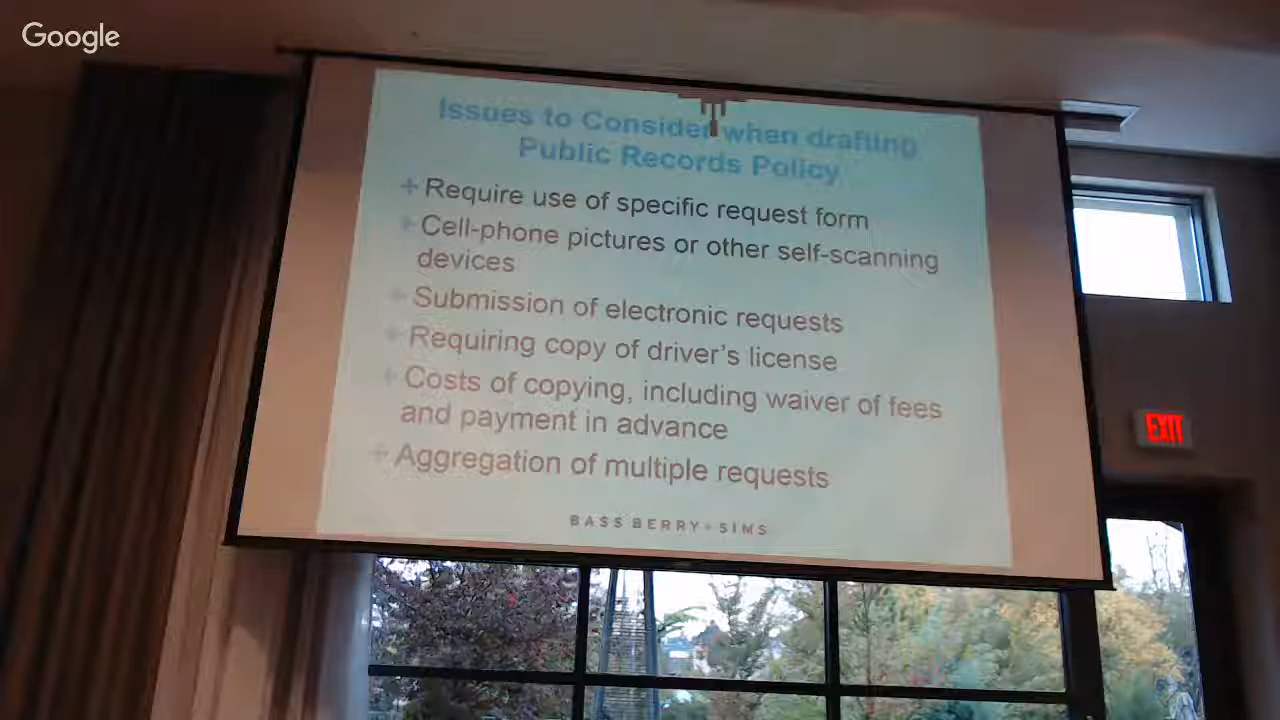 Google
Issues to Consider when drafting
Public Records Policy
+ Require use of specific request form
+ Cell-phone pictures or other self-scanning
devices
+ Submission of electronic requests
+ Requiring copy of driver's license
+ Costs of copying, including waiver of fees
and payment in advance
+ Aggregation of multiple requests
BASS BERRY + SIMS
EXIT